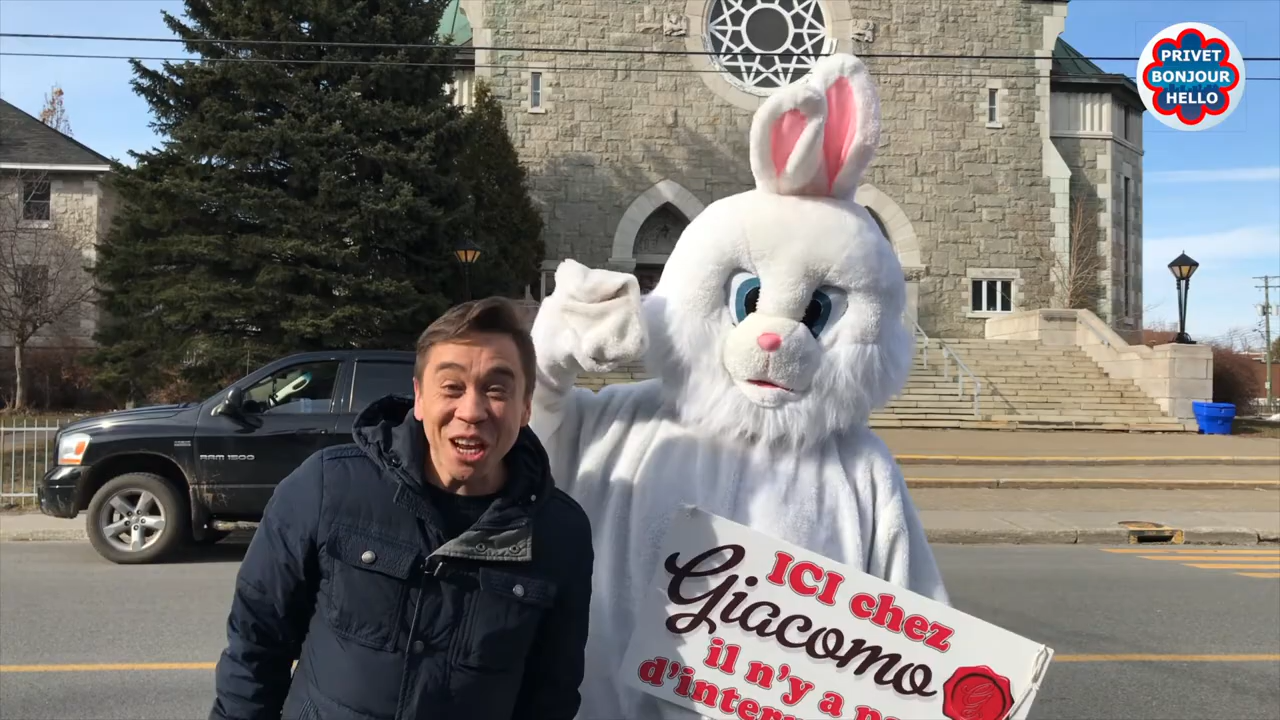 PRIVET
BONJOUR
HELLO
RAM 1500
ICI chez
Giacomo
il n'y a